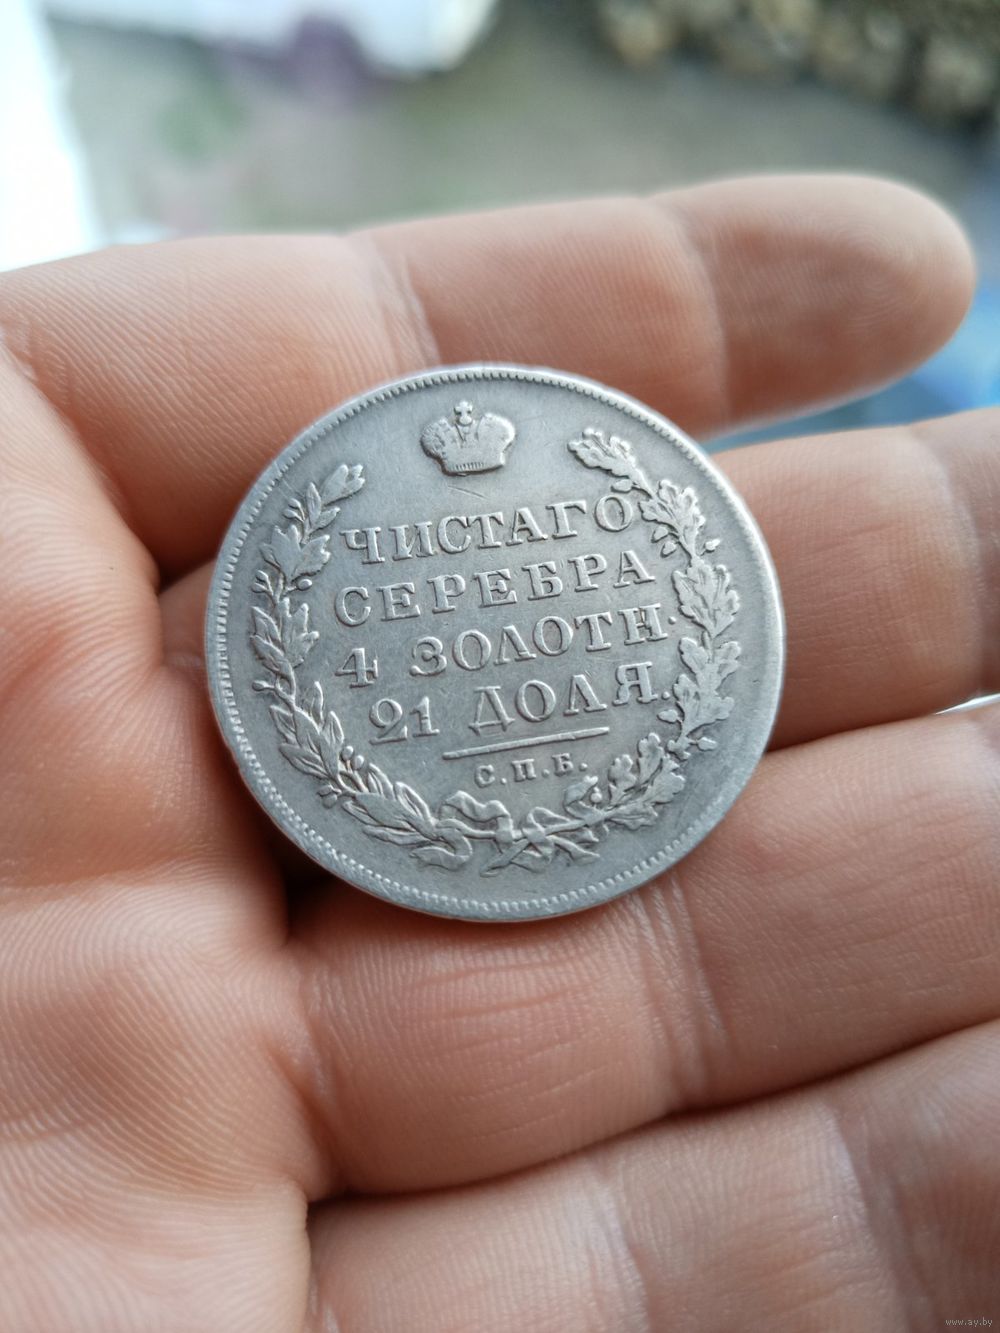 ЧИСТАГО
СЕРЕБРА
4 ЗОЛОТН.
21 ДОЛЯ.
С.П.Б.
www.ay.by